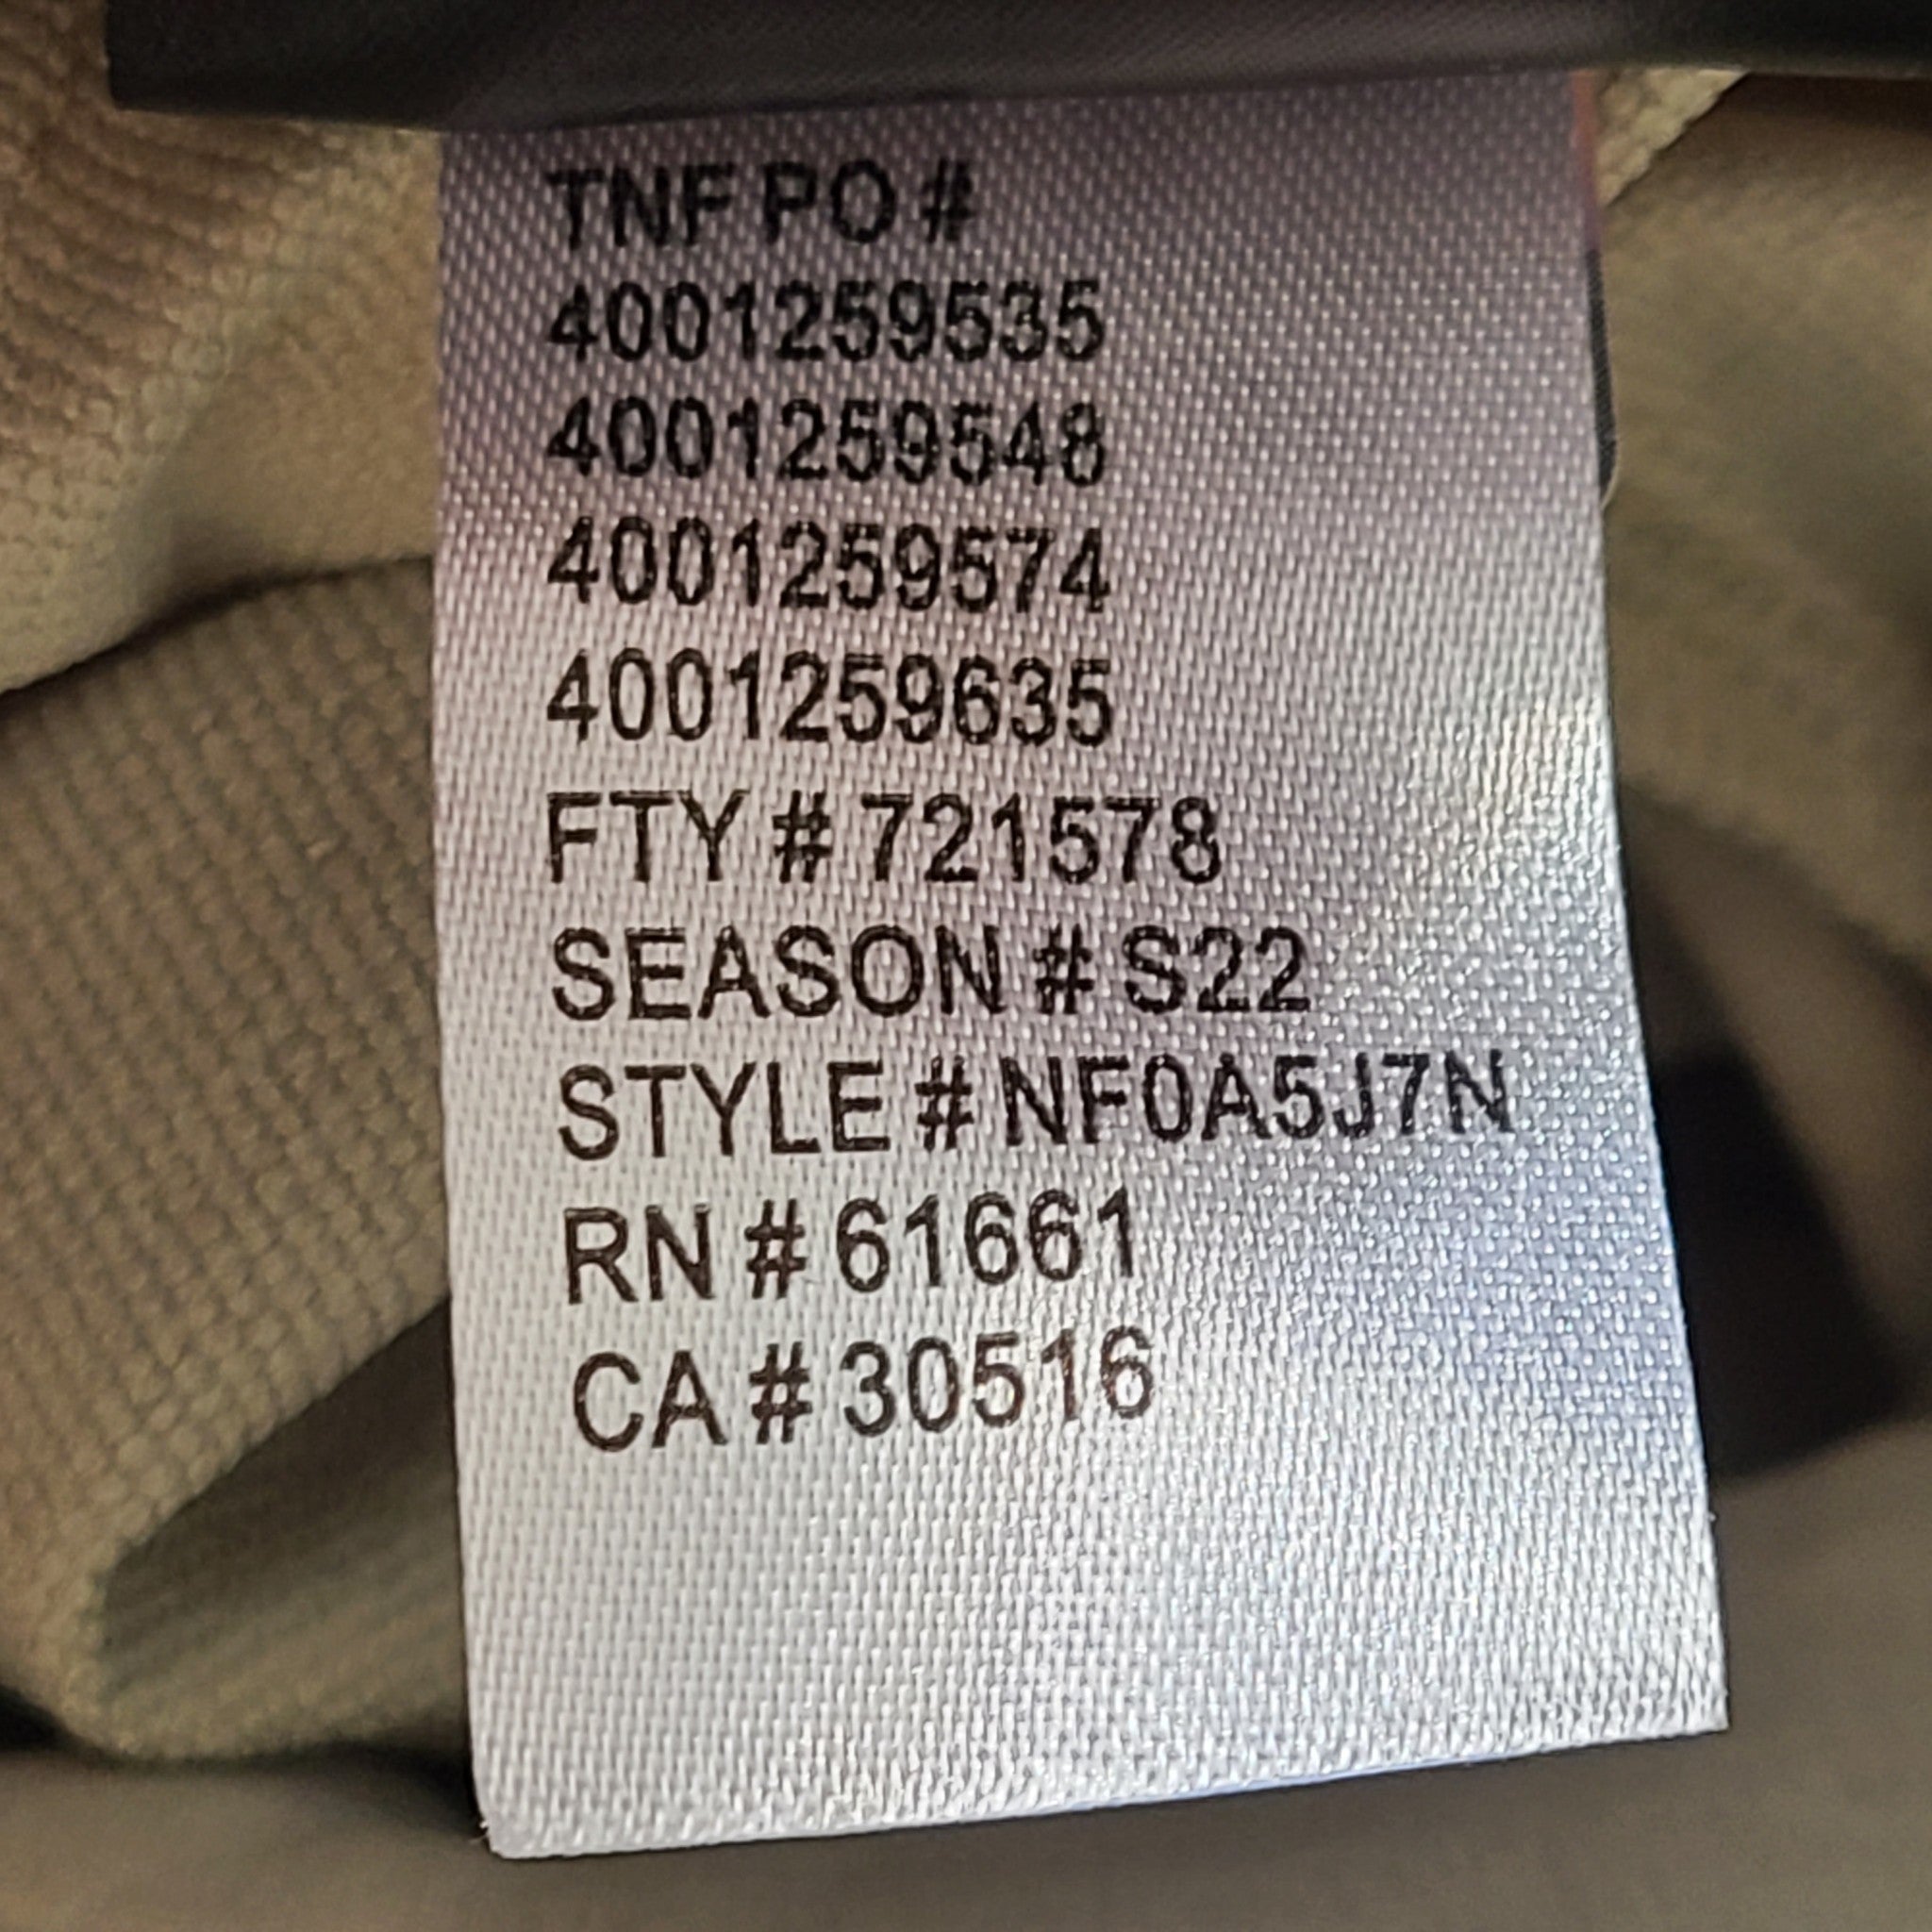 TNF PO #
4001259535
4001259548
4001259574
4001259635
FTY # 721578
SEASON # S22
STYLE # NF0A5J7N
RN # 61661
CA # 30516